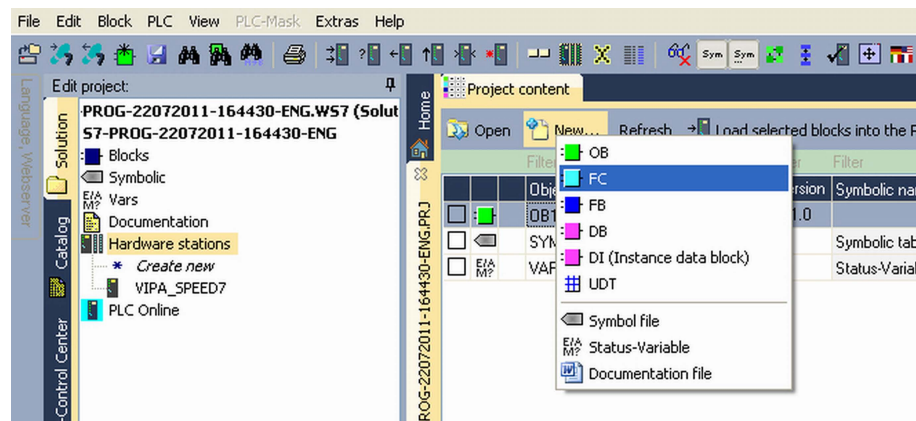 File Edit Block PLC View PLC-Mask Extras Help
Sym Sym
Language, Webserver
Solution
Catalog
-Control Center
Edit project:
-PROG-22072011-164430-ENG.WS7 (Solut
S7-PROG-22072011-164430-ENG
Blocks
Symbolic
E/A M? Vars
Documentation
Hardware stations
* Create new
VIPA_SPEED7
PLC Online
Home
ROG-22072011-164430-ENG.PRJ
Project content
Open New... Refresh Load selected blocks into the P
Filter Filter
Obje rsion Symbolic na
OB1 1.0
SYM Symbolic tab
E/A M? VAR Status-Variab
OB
FC
FB
DB
DI (Instance data block)
UDT
Symbol file
E/A M? Status-Variable
Documentation file